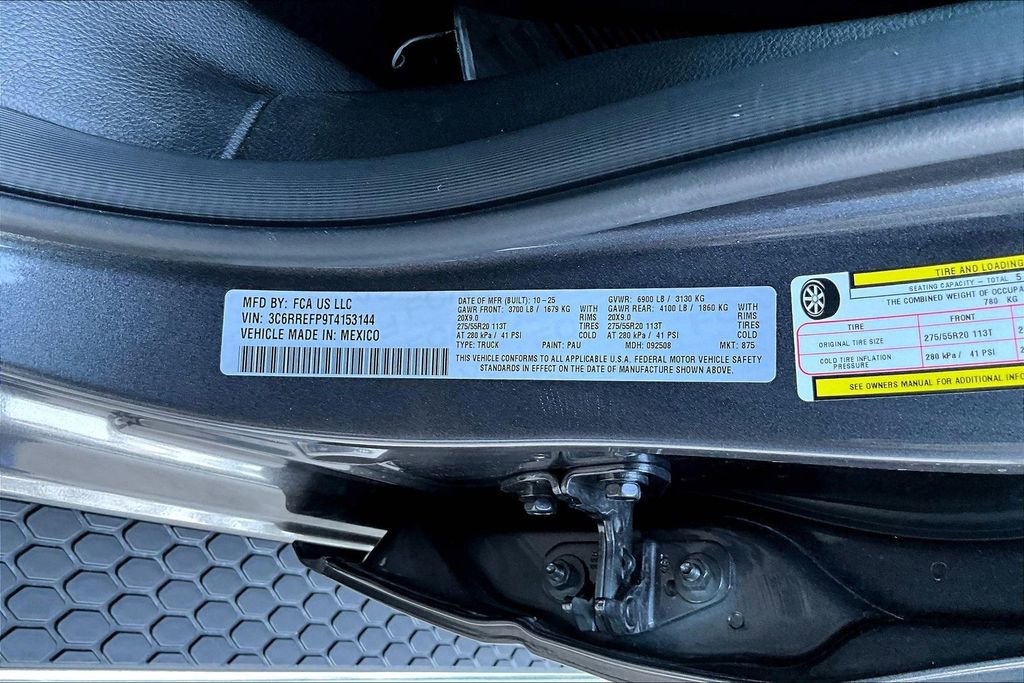 MFD BY: FCA US LLC
VIN: 3C6RREFP9T4153144
VEHICLE MADE IN: MEXICO
DATE OF MFR (BUILT): 10-25 GVWR: 6900 LB / 3130 KG
GAWR FRONT: 3700 LB / 1679 KG WITH GAWR REAR: 4100 LB / 1860 KG WITH
20X9.0 RIMS 20X9.0 RIMS
275/55R20 113T TIRES 275/55R20 113T TIRES
AT 280 kPa / 41 PSI COLD AT 280 kPa / 41 PSI COLD
TYPE: TRUCK PAINT: PAU MDH: 092508 MKT: 875
THIS VEHICLE CONFORMS TO ALL APPLICABLE U.S.A. FEDERAL MOTOR VEHICLE SAFETY
STANDARDS IN EFFECT ON THE DATE OF MANUFACTURE SHOWN ABOVE.
TIRE AND LOADING
SEATING CAPACITY - TOTAL 5
THE COMBINED WEIGHT OF
780 KG
TIRE FRONT
ORIGINAL TIRE SIZE 275/55R20 113T
COLD TIRE INFLATION
PRESSURE 280 kPa / 41 PSI
SEE OWNERS MANUAL FOR ADDITIONAL